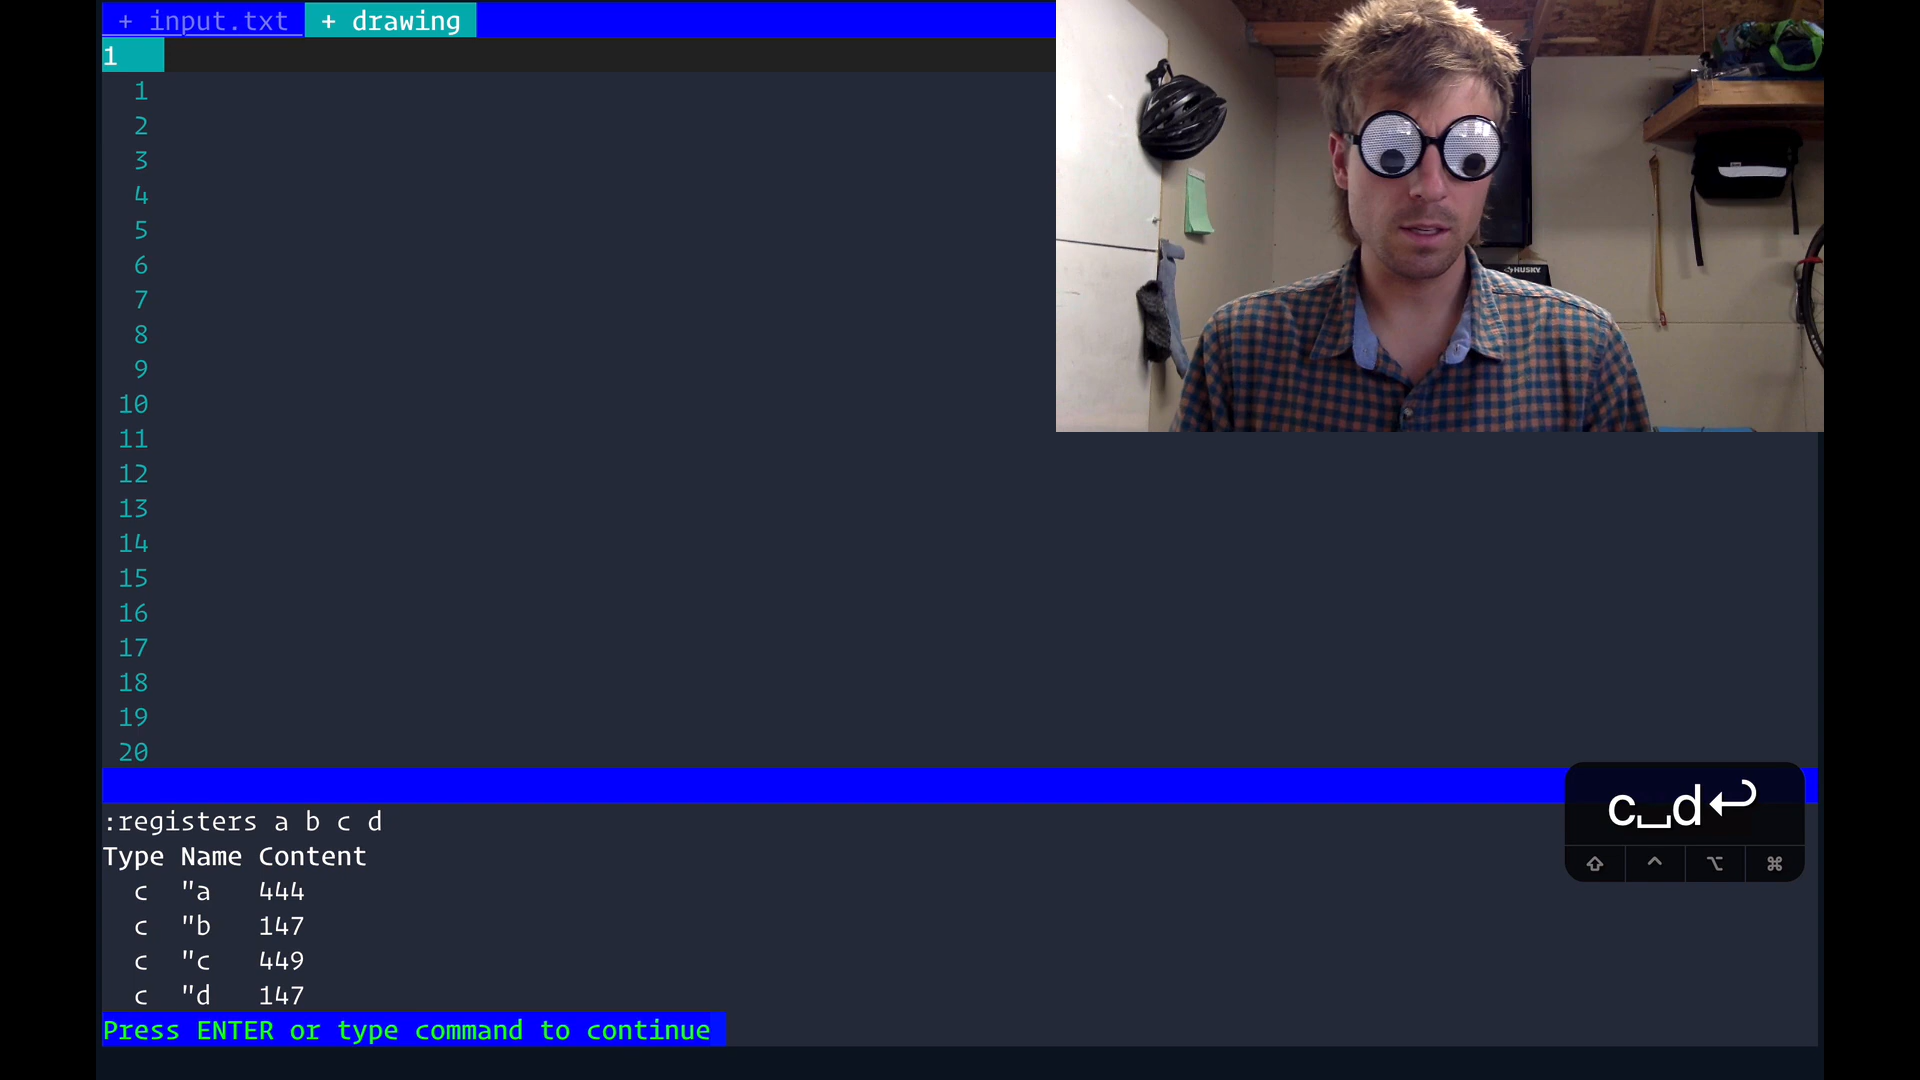 + input.txt + drawing
1
1
2
3
4
5
6
7
8
9
10
11
12
13
14
15
16
17
18
19
20
:registers a b c d
Type Name Content
c "a 444
c "b 147
c "c 449
c "d 147
Press ENTER or type command to continue
HUSKY
c␣d↩
⇧ ^ ⌥ ⌘